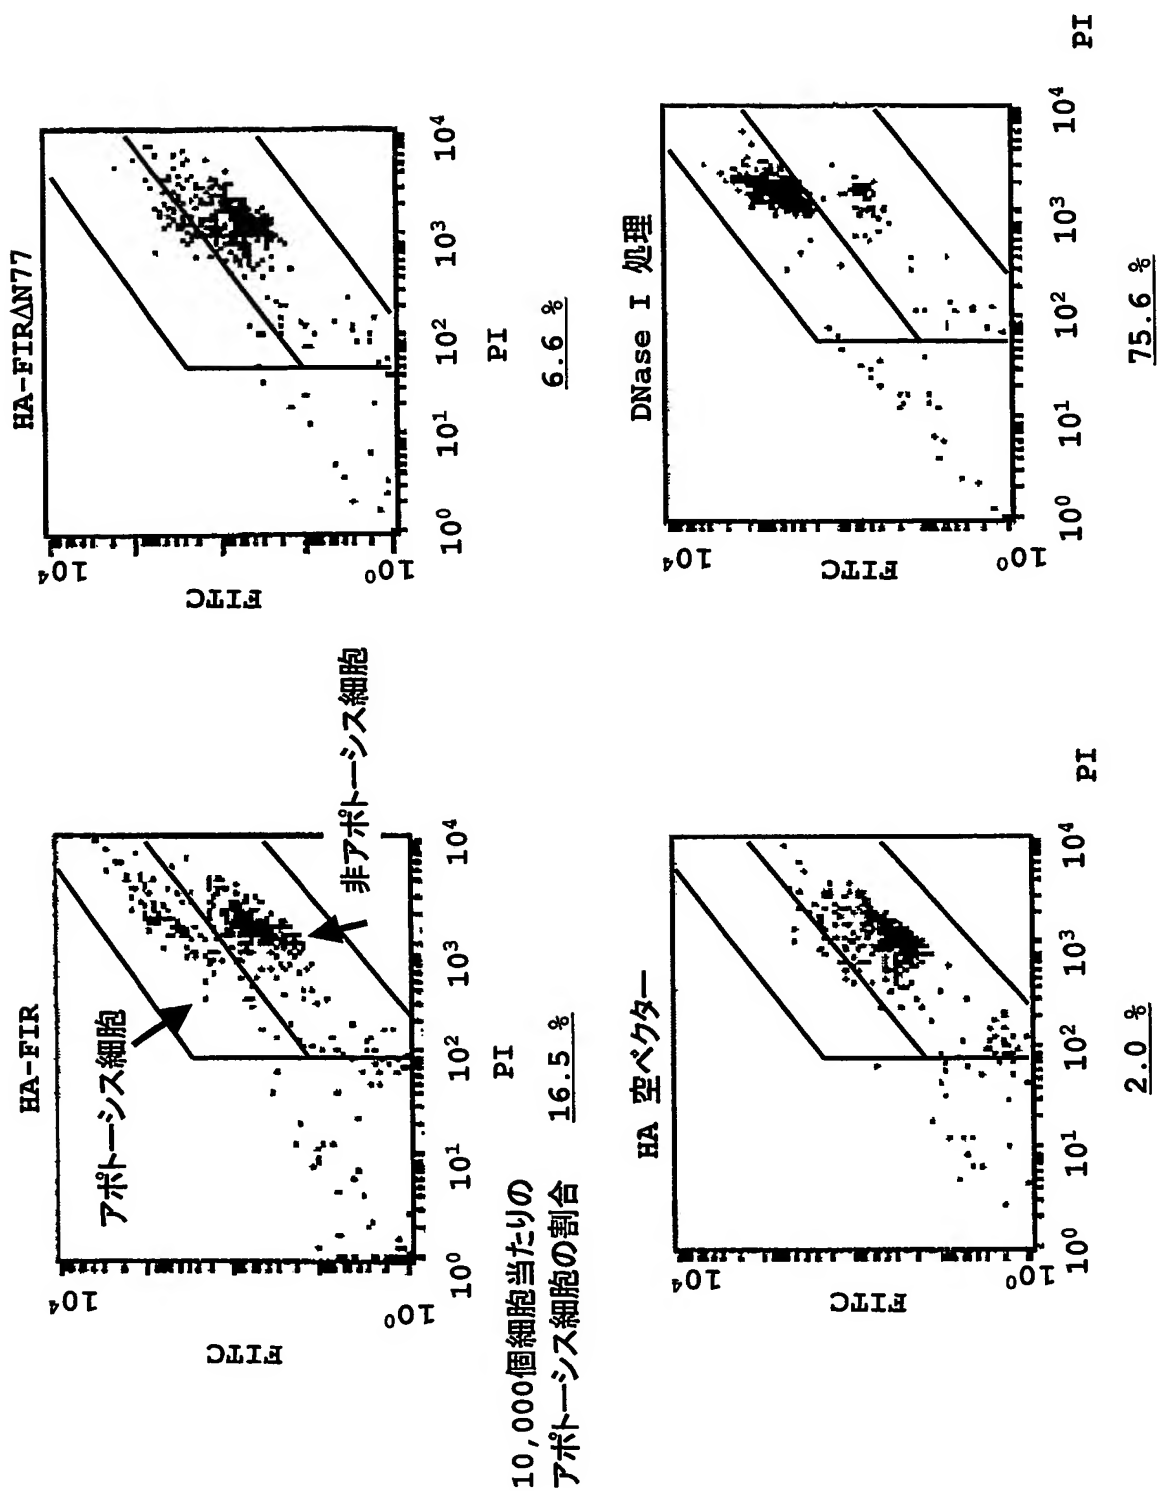 HA-FIR
アポトーシス細胞
非アポトーシス細胞
FITC
10⁴
10⁰
10⁰ 10¹ 10² 10³ 10⁴
PI
10,000個細胞当たりの
アポトーシス細胞の割合
16.5 %
HA-FIRΔN77
FITC
10⁴
10⁰
10⁰ 10¹ 10² 10³ 10⁴
PI
6.6 %
HA 空ベクター
FITC
10⁴
10⁰
10⁰ 10¹ 10² 10³ 10⁴
PI
2.0 %
DNase I 処理
FITC
10⁴
10⁰
10⁰ 10¹ 10² 10³ 10⁴
PI
75.6 %